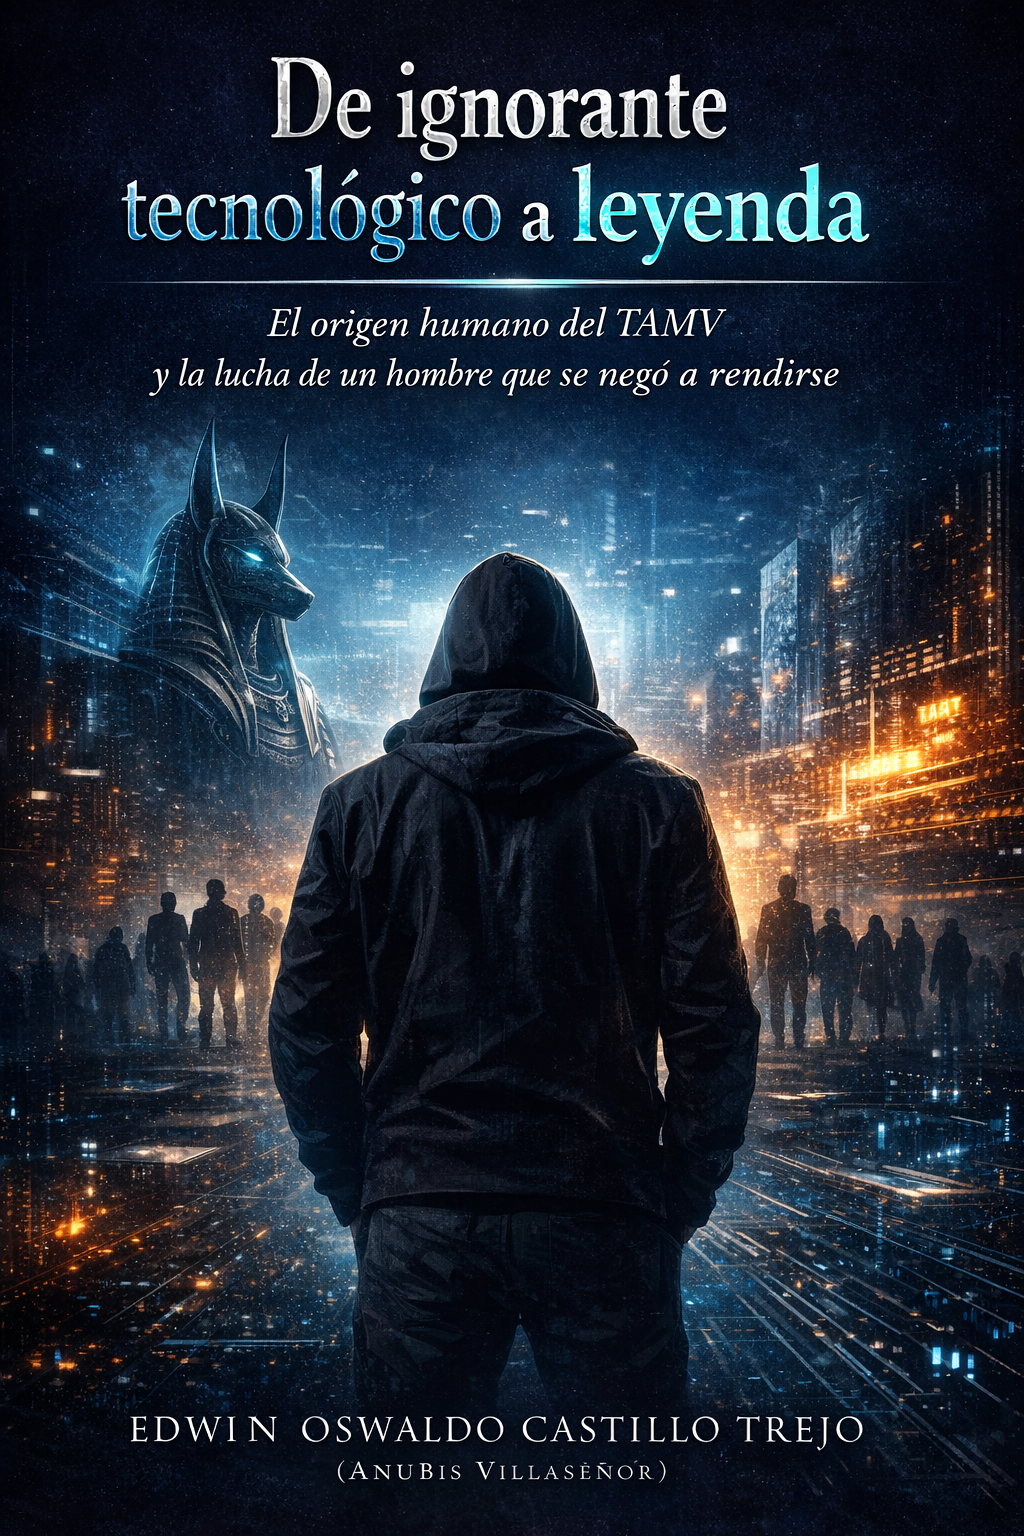 De ignorante
tecnológico a leyenda
El origen humano del TAMV
y la lucha de un hombre que se negó a rendirse
EDWIN OSWALDO CASTILLO TREJO
(ANUBIS VILLASEÑOR)